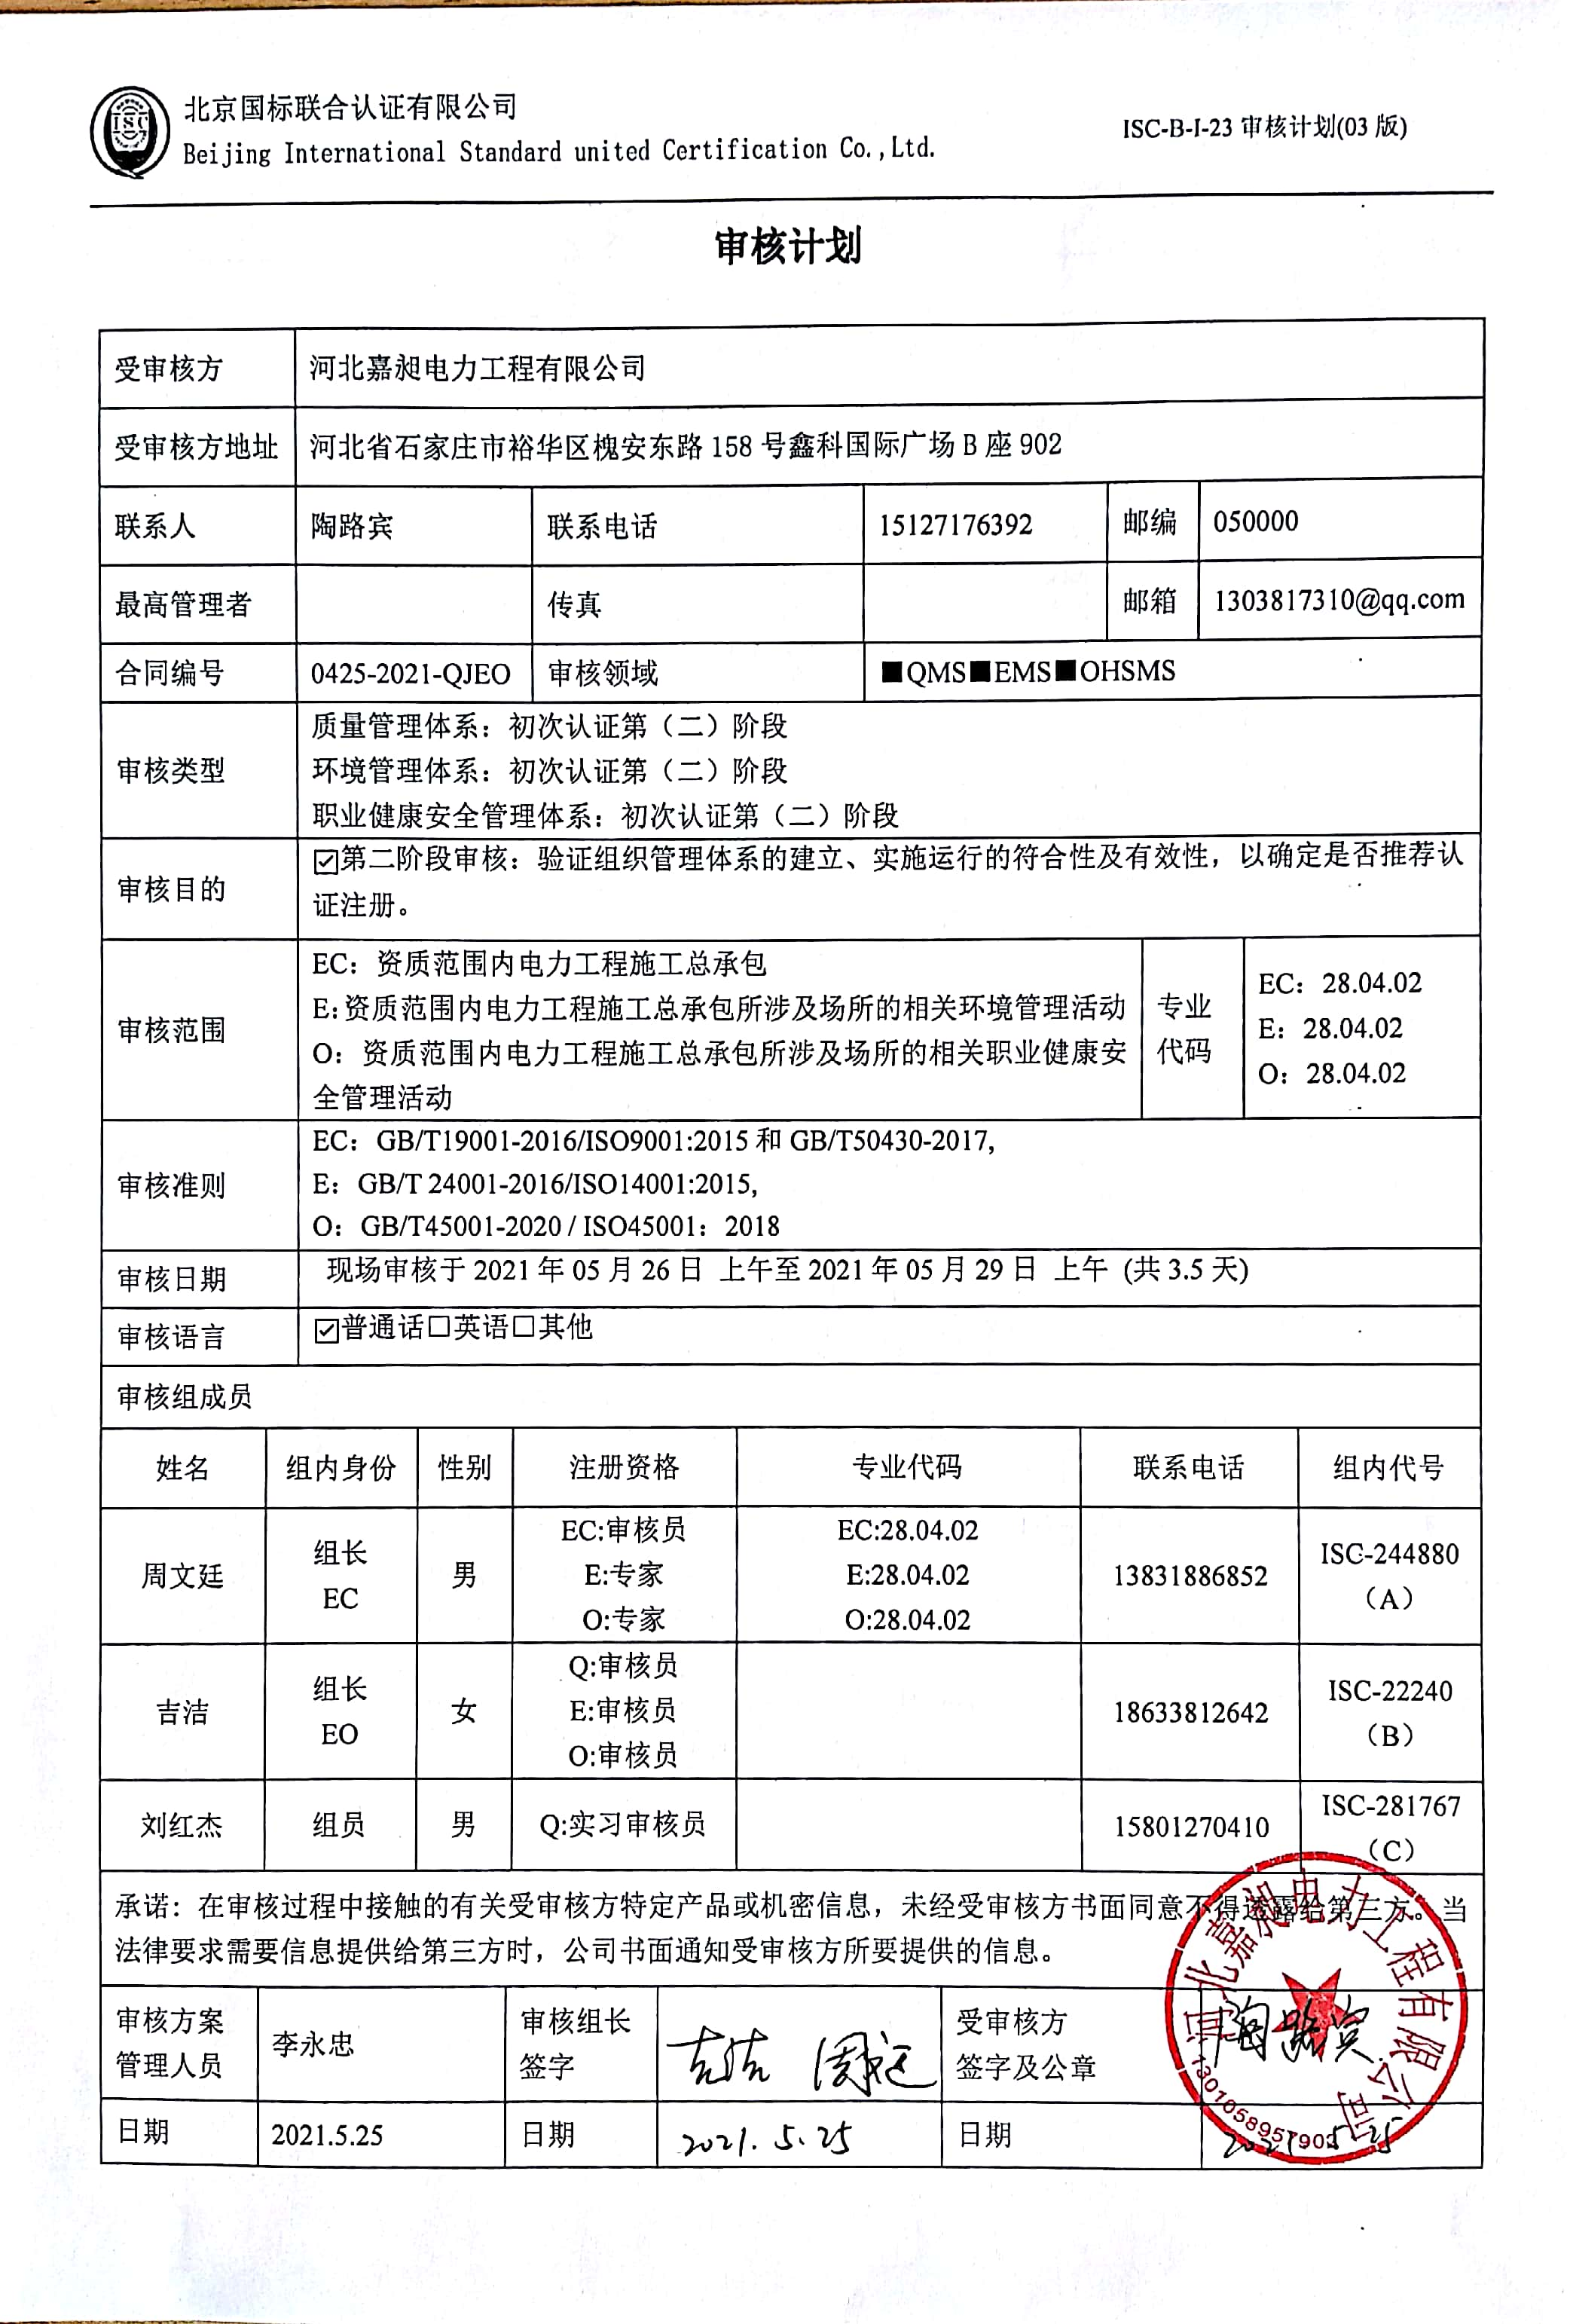 ISC
北京国标联合认证有限公司
Beijing International Standard united Certification Co.,Ltd.
ISC-B-I-23 审核计划(03 版)
审核计划
受审核方 河北嘉昶电力工程有限公司
受审核方地址 河北省石家庄市裕华区槐安东路 158 号鑫科国际广场 B 座 902
联系人 陶路宾 联系电话 15127176392 邮编 050000
最高管理者 传真 邮箱 1303817310@qq.com
合同编号 0425-2021-QJEO 审核领域 ■QMS■EMS■OHSMS
审核类型
质量管理体系：初次认证第（二）阶段
环境管理体系：初次认证第（二）阶段
职业健康安全管理体系：初次认证第（二）阶段
审核目的
☑第二阶段审核：验证组织管理体系的建立、实施运行的符合性及有效性，以确定是否推荐认
证注册。
审核范围
EC：资质范围内电力工程施工总承包
E:资质范围内电力工程施工总承包所涉及场所的相关环境管理活动
O：资质范围内电力工程施工总承包所涉及场所的相关职业健康安
全管理活动
专业
代码
EC：28.04.02
E：28.04.02
O：28.04.02
审核准则
EC：GB/T19001-2016/ISO9001:2015 和 GB/T50430-2017,
E：GB/T 24001-2016/ISO14001:2015,
O：GB/T45001-2020 / ISO45001：2018
审核日期 现场审核于 2021 年 05 月 26 日 上午至 2021 年 05 月 29 日 上午 (共 3.5 天)
审核语言 ☑普通话□英语□其他
审核组成员
姓名 组内身份 性别 注册资格 专业代码 联系电话 组内代号
周文廷
组长
EC
男
EC:审核员
E:专家
O:专家
EC:28.04.02
E:28.04.02
O:28.04.02
13831886852
ISC-244880
（A）
吉洁
组长
EO
女
Q:审核员
E:审核员
O:审核员
18633812642
ISC-22240
（B）
刘红杰 组员 男 Q:实习审核员 15801270410
ISC-281767
（C）
承诺：在审核过程中接触的有关受审核方特定产品或机密信息，未经受审核方书面同意不得透露给第三方。当
法律要求需要信息提供给第三方时，公司书面通知受审核方所要提供的信息。
审核方案
管理人员
李永忠
审核组长
签字
吉洁 周文廷
受审核方
签字及公章
陶路宾
河北嘉昶电力工程有限公司
1301058957902
日期 2021.5.25 日期 2021.5.25 日期 2021.5.25